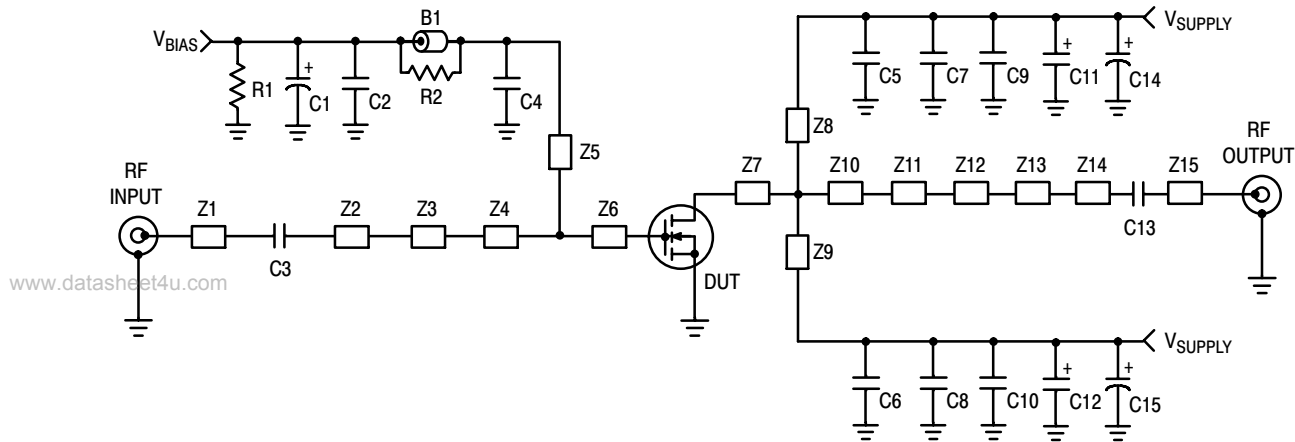 B1
VBIAS
VSUPPLY
R1
+
C1
C2
R2
C4
C5
C7
C9
+
C11
+
C14
Z5
Z8
RF
INPUT
RF
OUTPUT
Z1
C3
Z2
Z3
Z4
Z6
Z7
Z10
Z11
Z12
Z13
Z14
C13
Z15
DUT
Z9
www.datasheet4u.com
VSUPPLY
C6
C8
C10
+
C12
+
C15